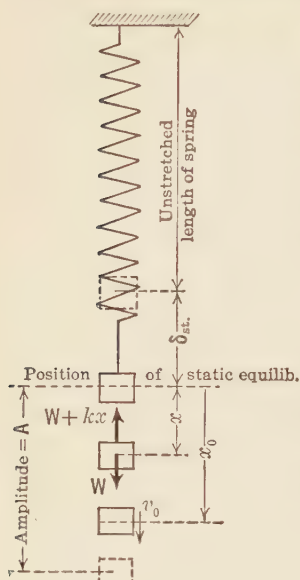 Unstretched
length of spring
δst.
Position of static equilib.
W + kx
x
x₀
W
v₀
Amplitude = A